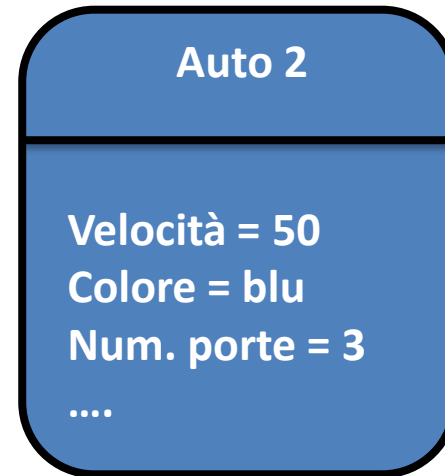 Auto 2
Velocità = 50
Colore = blu
Num. porte = 3
....